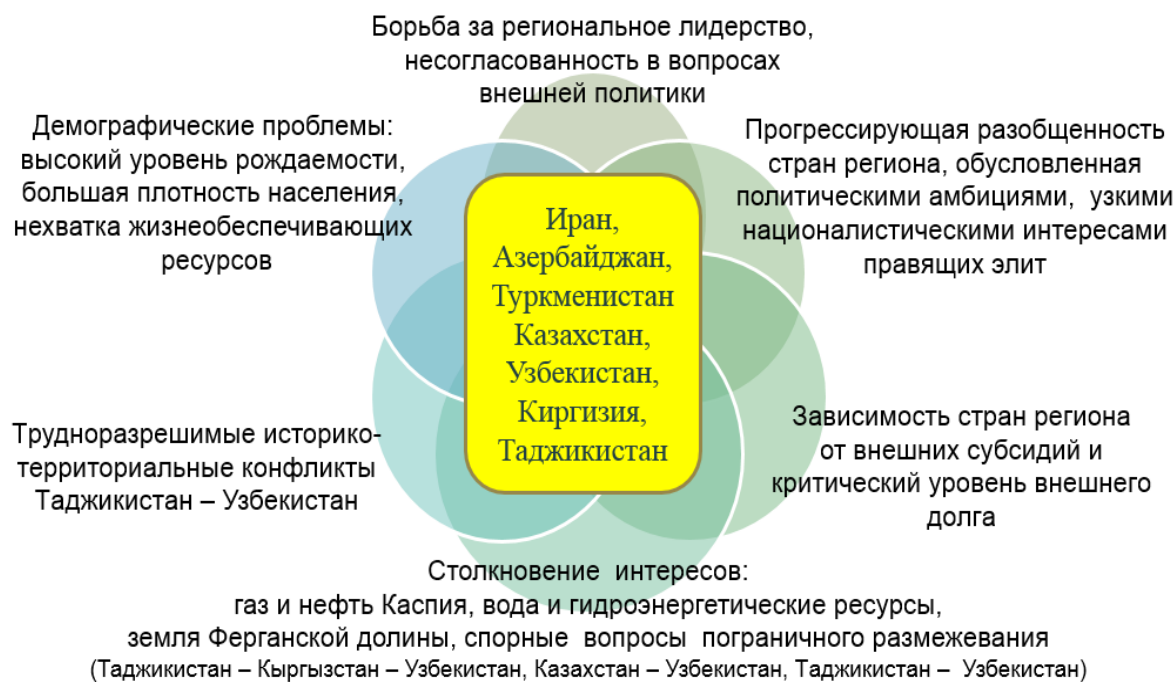 Борьба за региональное лидерство,
несогласованность в вопросах
внешней политики
Демографические проблемы:
высокий уровень рождаемости,
большая плотность населения,
нехватка жизнеобеспечивающих
ресурсов
Прогрессирующая разобщенность
стран региона, обусловленная
политическими амбициями, узкими
националистическими интересами
правящих элит
Иран,
Азербайджан,
Туркменистан
Казахстан,
Узбекистан,
Киргизия,
Таджикистан
Трудноразрешимые историко-
территориальные конфликты
Таджикистан – Узбекистан
Зависимость стран региона
от внешних субсидий и
критический уровень внешнего
долга
Столкновение интересов:
газ и нефть Каспия, вода и гидроэнергетические ресурсы,
земля Ферганской долины, спорные вопросы пограничного размежевания
(Таджикистан – Кыргызстан – Узбекистан, Казахстан – Узбекистан, Таджикистан – Узбекистан)